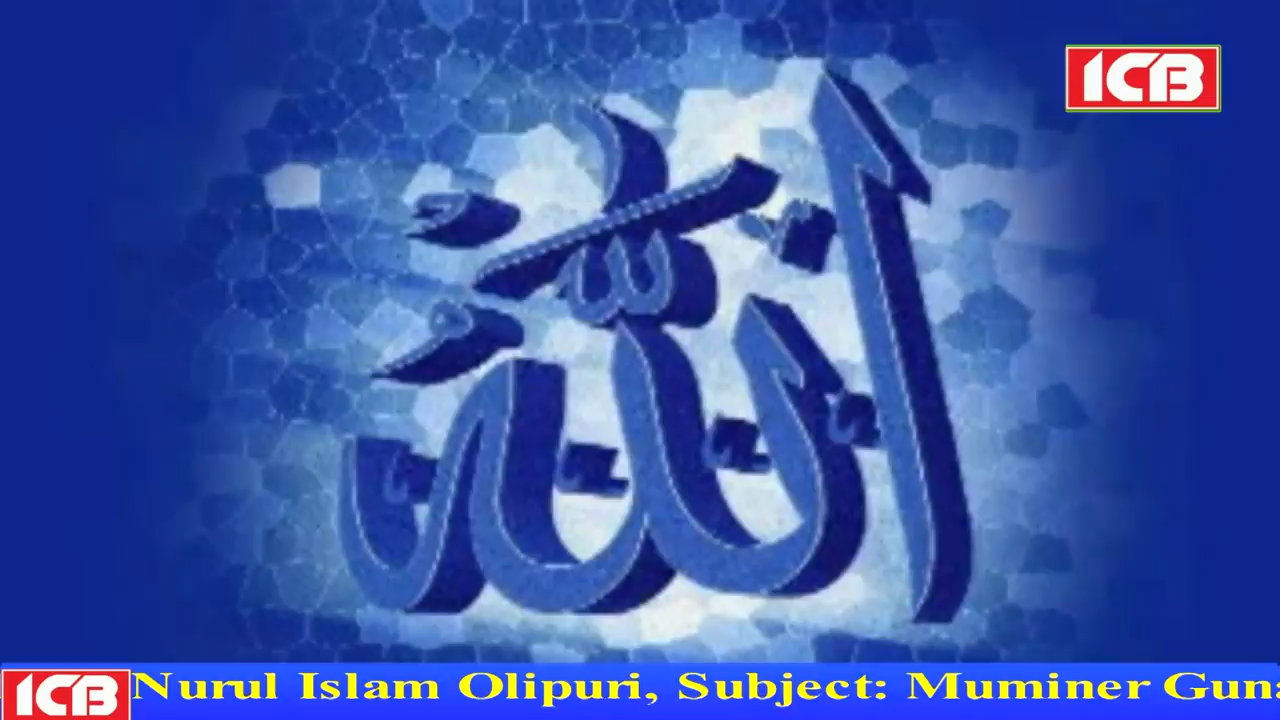 ICB
الله
ICB
Nurul Islam Olipuri, Subject: Muminer Gun